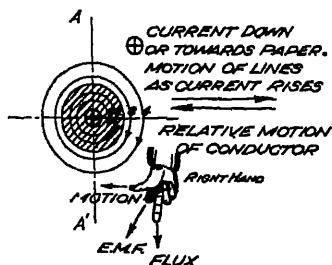 A
CURRENT DOWN
⊕ OR TOWARDS PAPER.
MOTION OF LINES
AS CURRENT RISES
RELATIVE MOTION
OF CONDUCTOR
RIGHT HAND
MOTION
A'
E.M.F.
FLUX